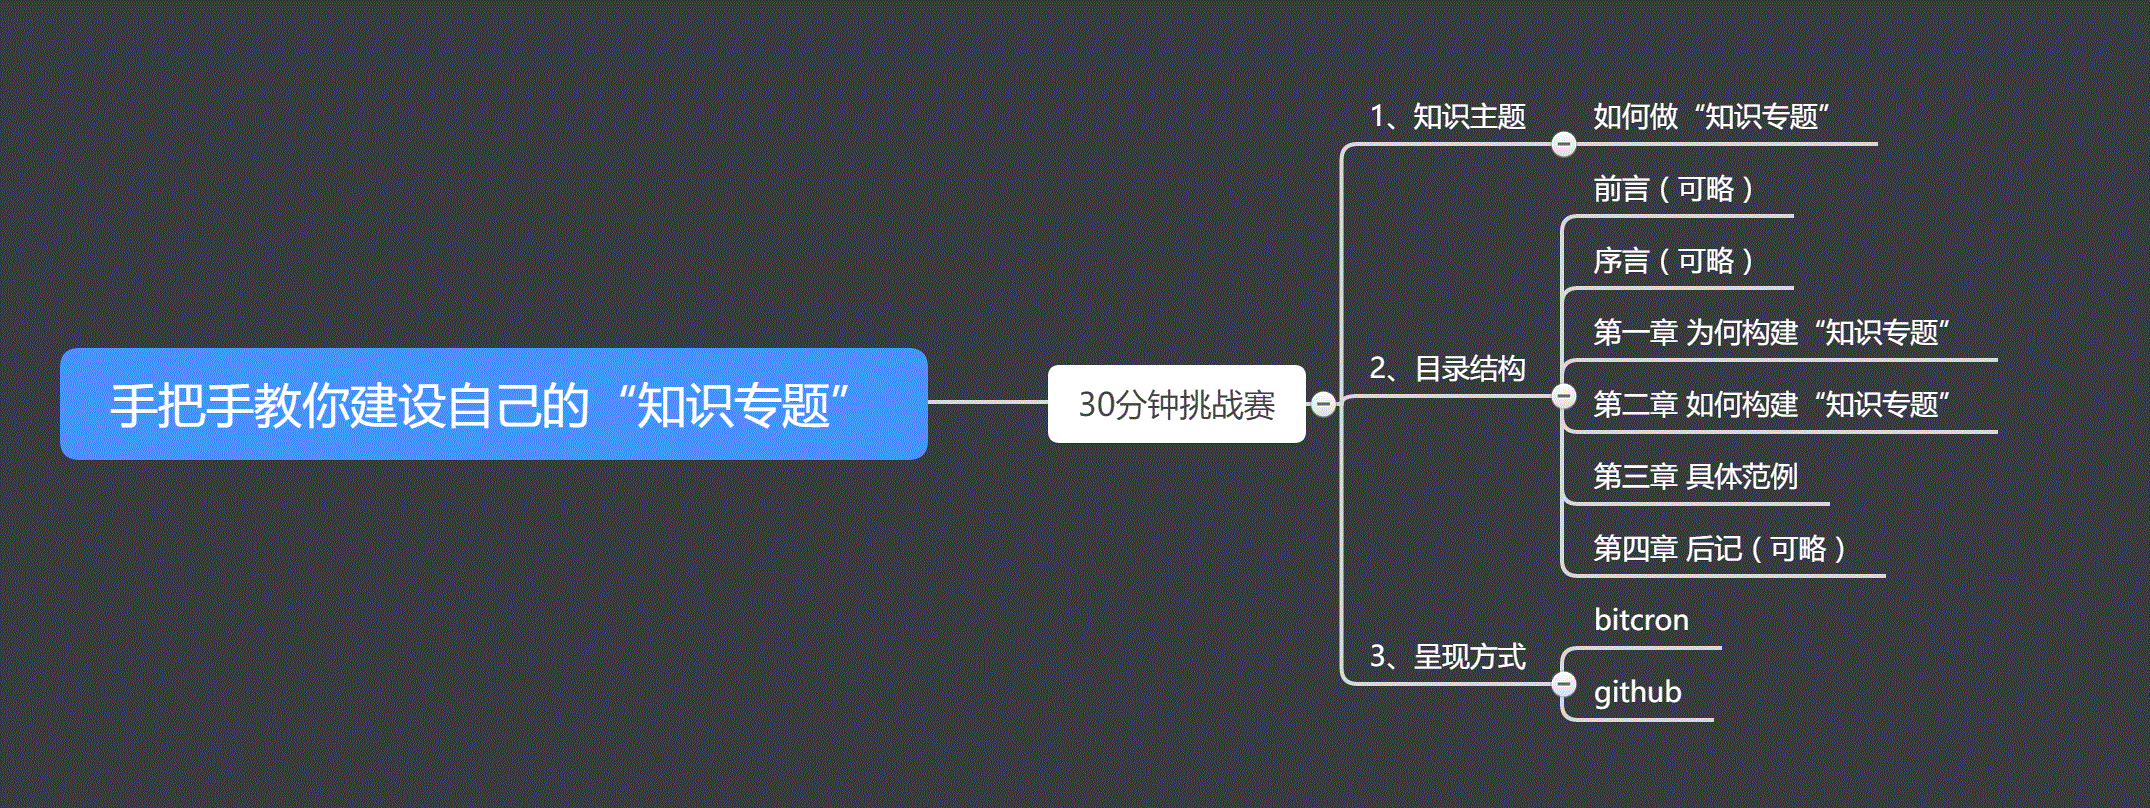 手把手教你建设自己的“知识专题”
30分钟挑战赛
1、知识主题
如何做“知识专题”
2、目录结构
前言（可略）
序言（可略）
第一章 为何构建“知识专题”
第二章 如何构建“知识专题”
第三章 具体范例
第四章 后记（可略）
3、呈现方式
bitcron
github